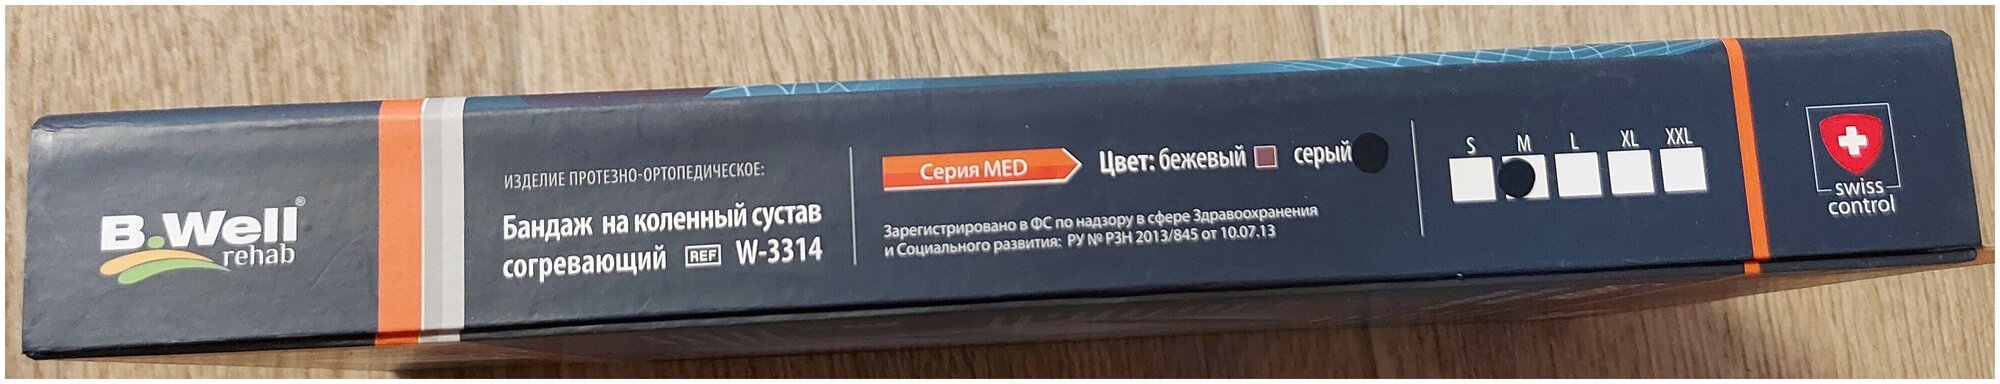 B.Well®
rehab
ИЗДЕЛИЕ ПРОТЕЗНО-ОРТОПЕДИЧЕСКОЕ:
Бандаж на коленный сустав
согревающий REF W-3314
Серия MED
Цвет: бежевый серый
Зарегистрировано в ФС по надзору в сфере Здравоохранения
и Социального развития: РУ № РЗН 2013/845 от 10.07.13
S M L XL XXL
swiss
control